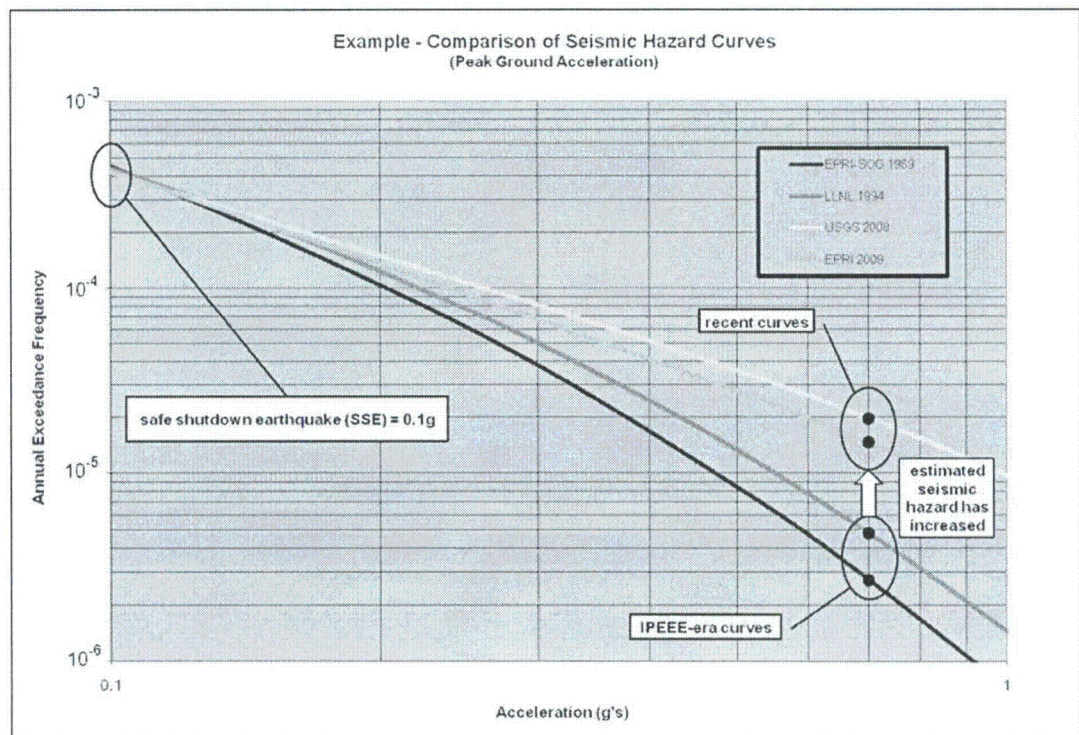 Example - Comparison of Seismic Hazard Curves
(Peak Ground Acceleration)
10-3
10-4
10-5
10-6
0.1
1
Annual Exceedance Frequency
Acceleration (g's)
EPRI-SOG 1989
LLNL 1994
USGS 2008
EPRI 2009
recent curves
safe shutdown earthquake (SSE) = 0.1g
estimated
seismic
hazard has
increased
IPEEE-era curves